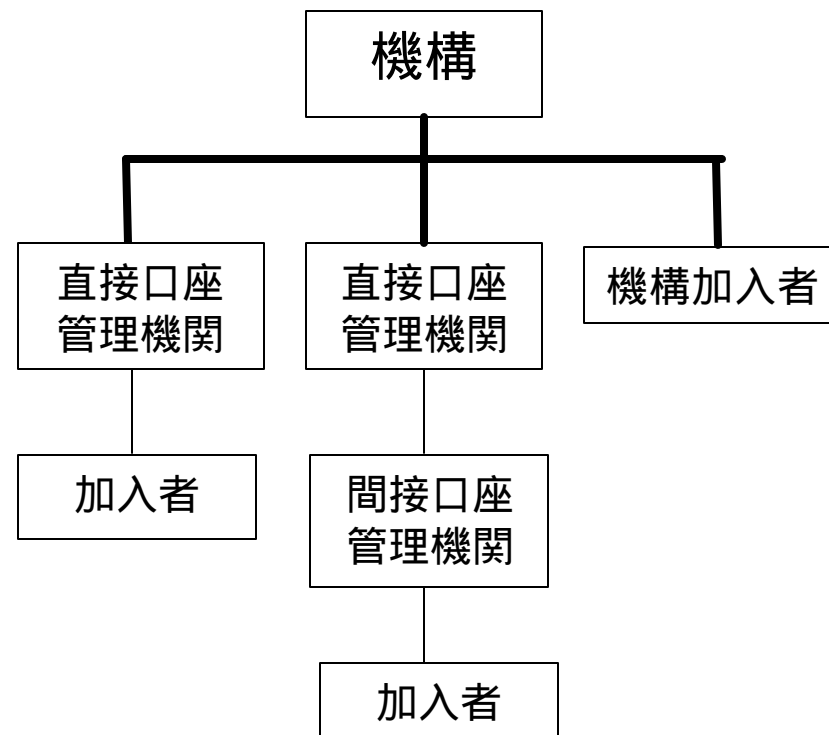 機構
直接口座
管理機関
直接口座
管理機関
機構加入者
加入者
間接口座
管理機関
加入者